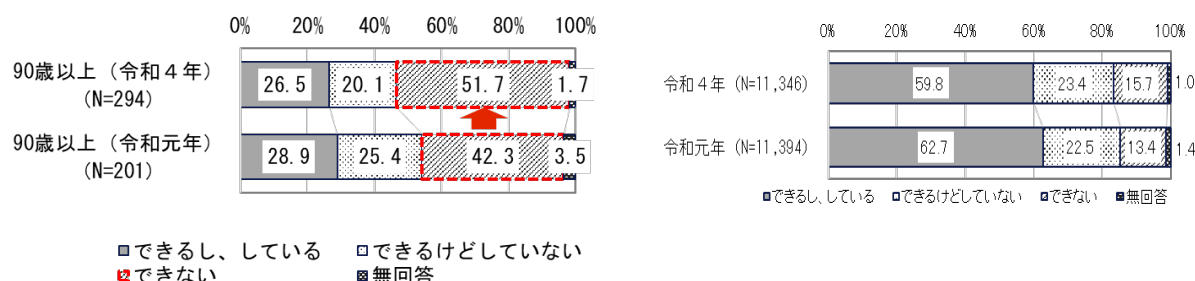 0% 20% 40% 60% 80% 100%
90歳以上（令和４年）
(N=294)
26.5 20.1 51.7 1.7
90歳以上（令和元年）
(N=201)
28.9 25.4 42.3 3.5
できるし、している できるけどしていない
できない 無回答
0% 20% 40% 60% 80% 100%
令和４年（N=11,346)
59.8 23.4 15.7 1.0
令和元年（N=11,394)
62.7 22.5 13.4 1.4
できるし、している できるけどしていない できない 無回答